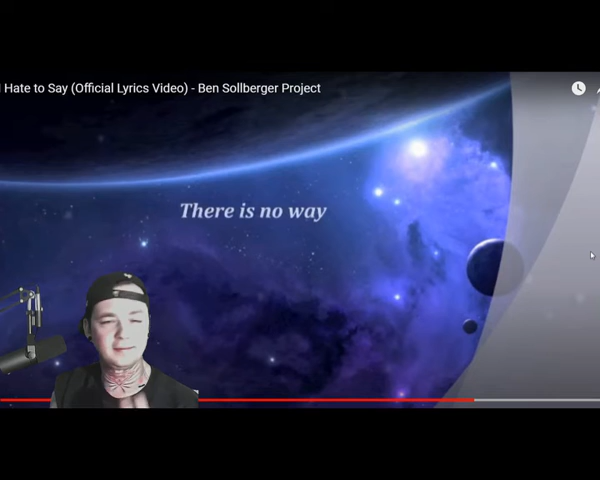 Hate to Say (Official Lyrics Video) - Ben Sollberger Project
There is no way